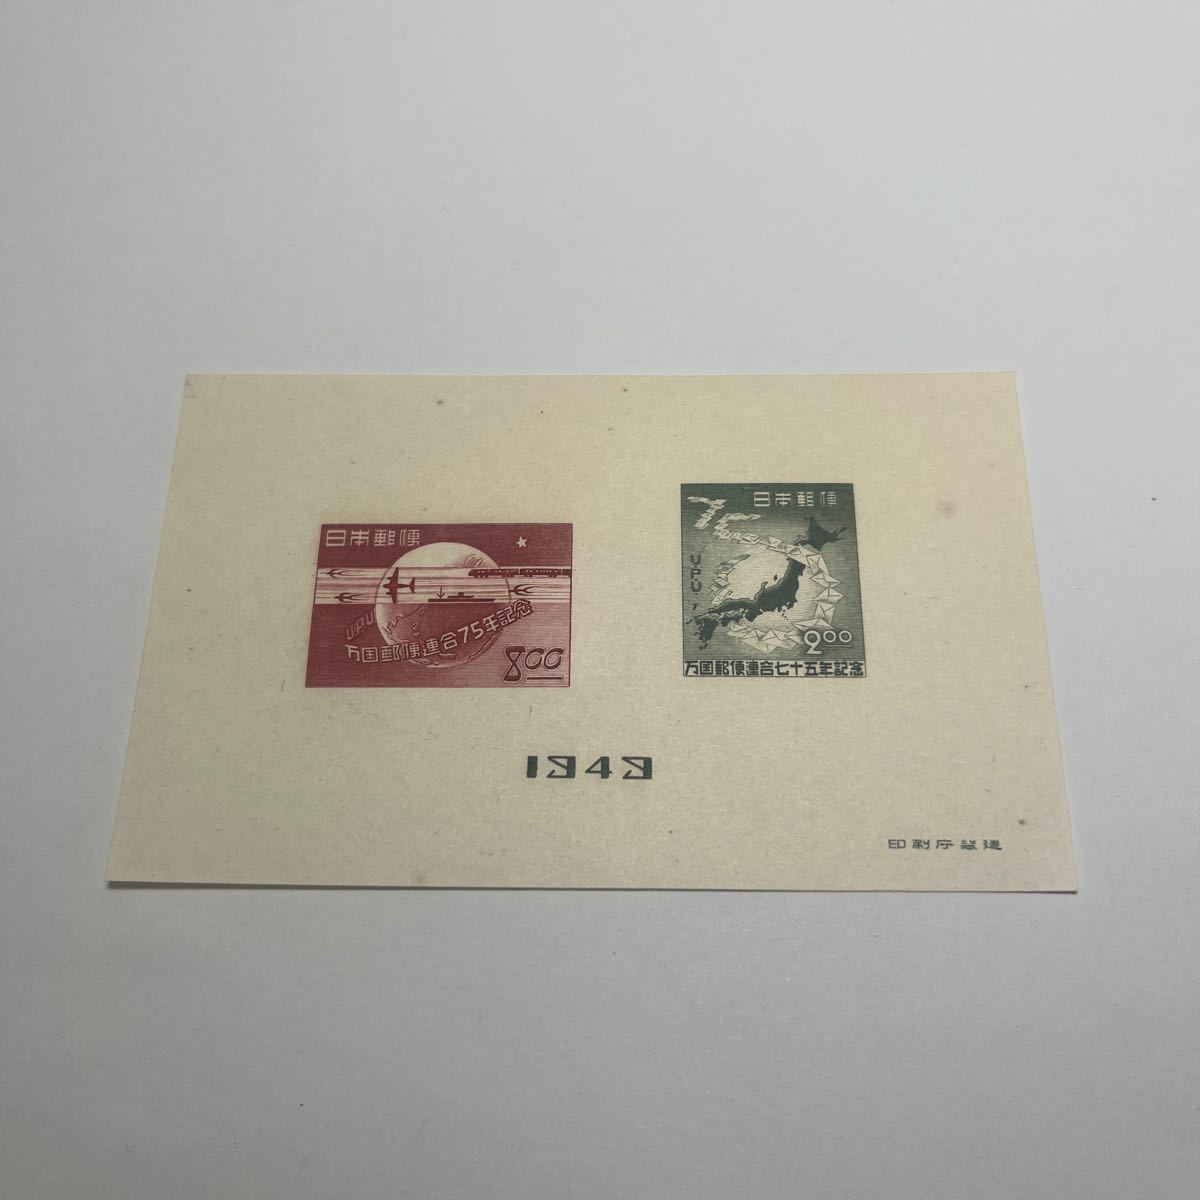 日本郵便
U.P.U.
万国郵便連合75年記念
8.00
75
日本郵便
U.P.U.
2.00
万国郵便連合七十五年記念
1949
印刷庁製造